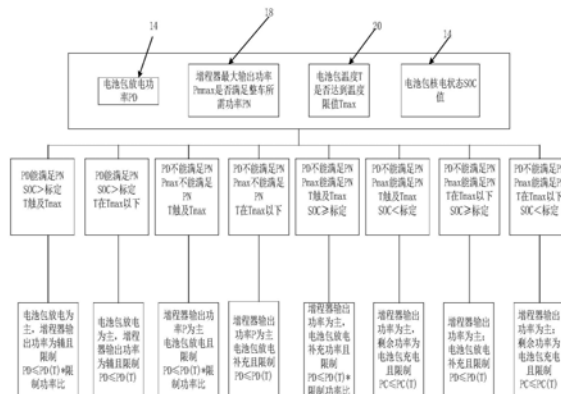 14
18
20
14
电池包放电功
率PD
增程器最大输出功率
Pmmax是否满足整车所
需功率PN
电池包温度T
是否达到温度
限值Tmax
电池包核电状态SOC
值
PD能满足PN
SOC＞标定
T触及Tmax
PD能满足PN
SOC＞标定
T在Tmax以下
PD不能满足PN
Pmax不能满足
PN
T触及Tmax
PD不能满足PN
Pmax不能满足
PN
T在Tmax以下
PD不能满足PN
Pmax能满足PN
T触及Tmax
SOC≥标定
PD不能满足PN
Pmax能满足PN
T触及Tmax
SOC＜标定
PD不能满足PN
Pmax能满足PN
T在Tmax以下
SOC≥标定
PD不能满足PN
Pmax能满足PN
T在Tmax以下
SOC＜标定
电池包放电为
主，增程器输
出功率为辅且
限制
PD≤PD(T)*限
制功率比
电池包放电
为主，增程
器输出功率
为辅且限制
PD≤PD(T)
增程器输出
功率P为主
电池包放电且
限制
PD≤PD(T)*限
制功率比
增程器输出
功率P为主
电池包放电补
充且限制
PD≤PD(T)
增程器输出
功率为主，
电池包放电
补充功率且
限制
PD≤PD(T)*
限制功率比
增程器输出
功率为主，
剩余功率为
电池包充电
且限制
PC≤PC(T)
增程器输出
功率为主；
电池包放电补
充功率且限制
PD≤PD(T)
增程器输出
功率为主；
剩余功率为
电池包充电
且限制
PC≤PC(T)